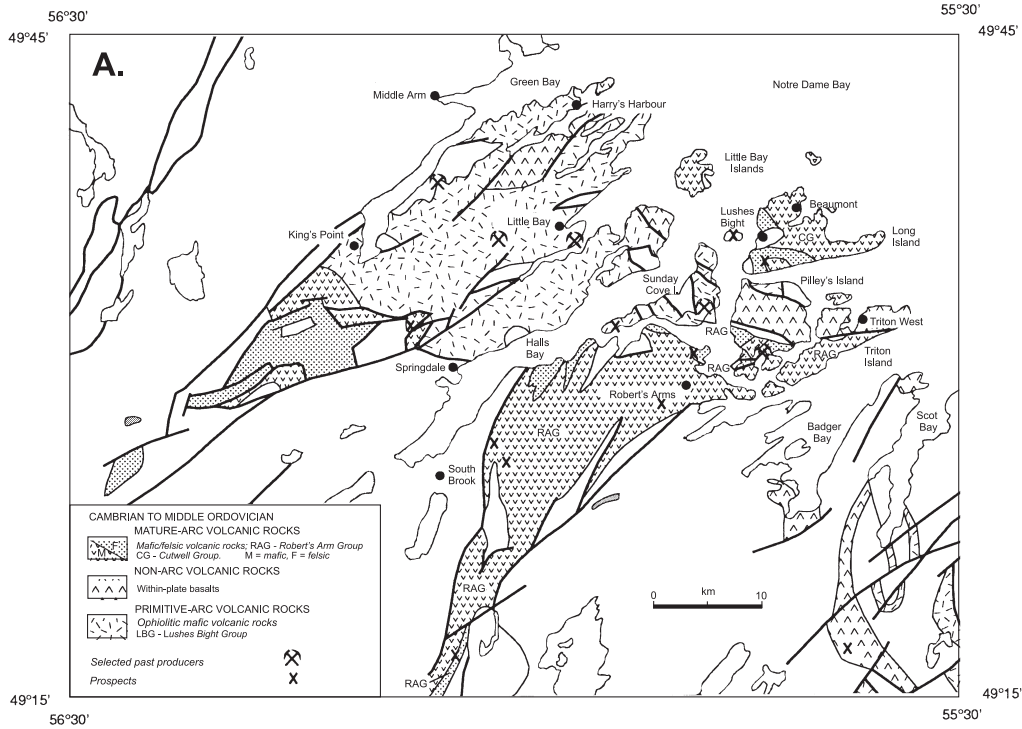 56°30'
55°30'
49°45'
49°45'
A.
Green Bay
Notre Dame Bay
Middle Arm
Harry's Harbour
Little Bay
Islands
Beaumont
Lushes
Bight
Little Bay
CG
Long
Island
King's Point
Sunday
Cove I.
Pilley's Island
Triton West
RAG
Halls
Bay
RAG
Triton
Island
RAG
Springdale
Robert's Arms
Badger
Bay
Scot
Bay
RAG
South
Brook
CAMBRIAN TO MIDDLE ORDOVICIAN
MATURE-ARC VOLCANIC ROCKS
M F Mafic/felsic volcanic rocks; RAG - Robert's Arm Group
CG - Cutwell Group. M = mafic, F = felsic
NON-ARC VOLCANIC ROCKS
Within-plate basalts
PRIMITIVE-ARC VOLCANIC ROCKS
Ophiolitic mafic volcanic rocks
LBG - Lushes Bight Group
Selected past producers
Prospects X
RAG
km
0 10
RAG
49°15'
49°15'
56°30'
55°30'